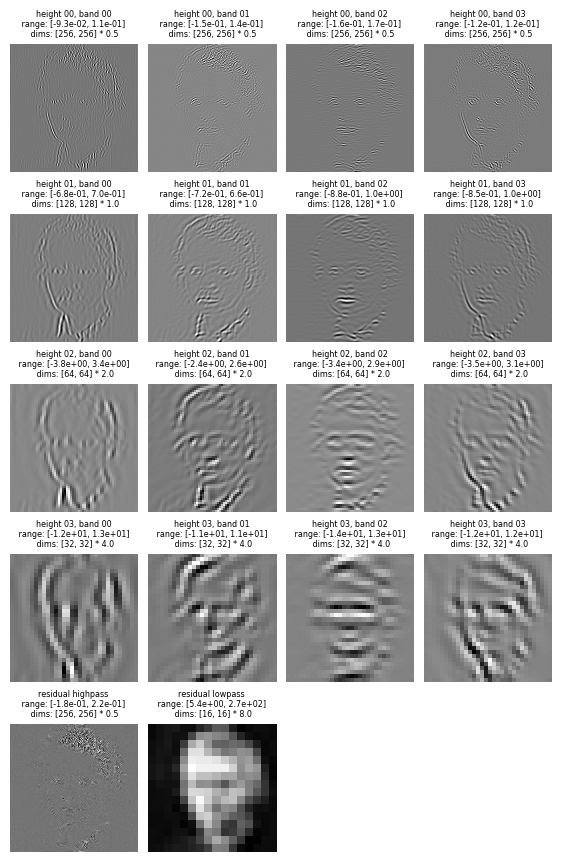 height 00, band 00
range: [-9.3e-02, 1.1e-01]
dims: [256, 256] * 0.5
height 00, band 01
range: [-1.5e-01, 1.4e-01]
dims: [256, 256] * 0.5
height 00, band 02
range: [-1.6e-01, 1.7e-01]
dims: [256, 256] * 0.5
height 00, band 03
range: [-1.2e-01, 1.2e-01]
dims: [256, 256] * 0.5
height 01, band 00
range: [-6.8e-01, 7.0e-01]
dims: [128, 128] * 1.0
height 01, band 01
range: [-7.2e-01, 6.6e-01]
dims: [128, 128] * 1.0
height 01, band 02
range: [-8.8e-01, 1.0e+00]
dims: [128, 128] * 1.0
height 01, band 03
range: [-8.5e-01, 1.0e+00]
dims: [128, 128] * 1.0
height 02, band 00
range: [-3.8e+00, 3.4e+00]
dims: [64, 64] * 2.0
height 02, band 01
range: [-2.4e+00, 2.6e+00]
dims: [64, 64] * 2.0
height 02, band 02
range: [-3.4e+00, 2.9e+00]
dims: [64, 64] * 2.0
height 02, band 03
range: [-3.5e+00, 3.1e+00]
dims: [64, 64] * 2.0
height 03, band 00
range: [-1.2e+01, 1.3e+01]
dims: [32, 32] * 4.0
height 03, band 01
range: [-1.1e+01, 1.1e+01]
dims: [32, 32] * 4.0
height 03, band 02
range: [-1.4e+01, 1.3e+01]
dims: [32, 32] * 4.0
height 03, band 03
range: [-1.2e+01, 1.2e+01]
dims: [32, 32] * 4.0
residual highpass
range: [-1.8e-01, 2.2e-01]
dims: [256, 256] * 0.5
residual lowpass
range: [5.4e+00, 2.7e+02]
dims: [16, 16] * 8.0